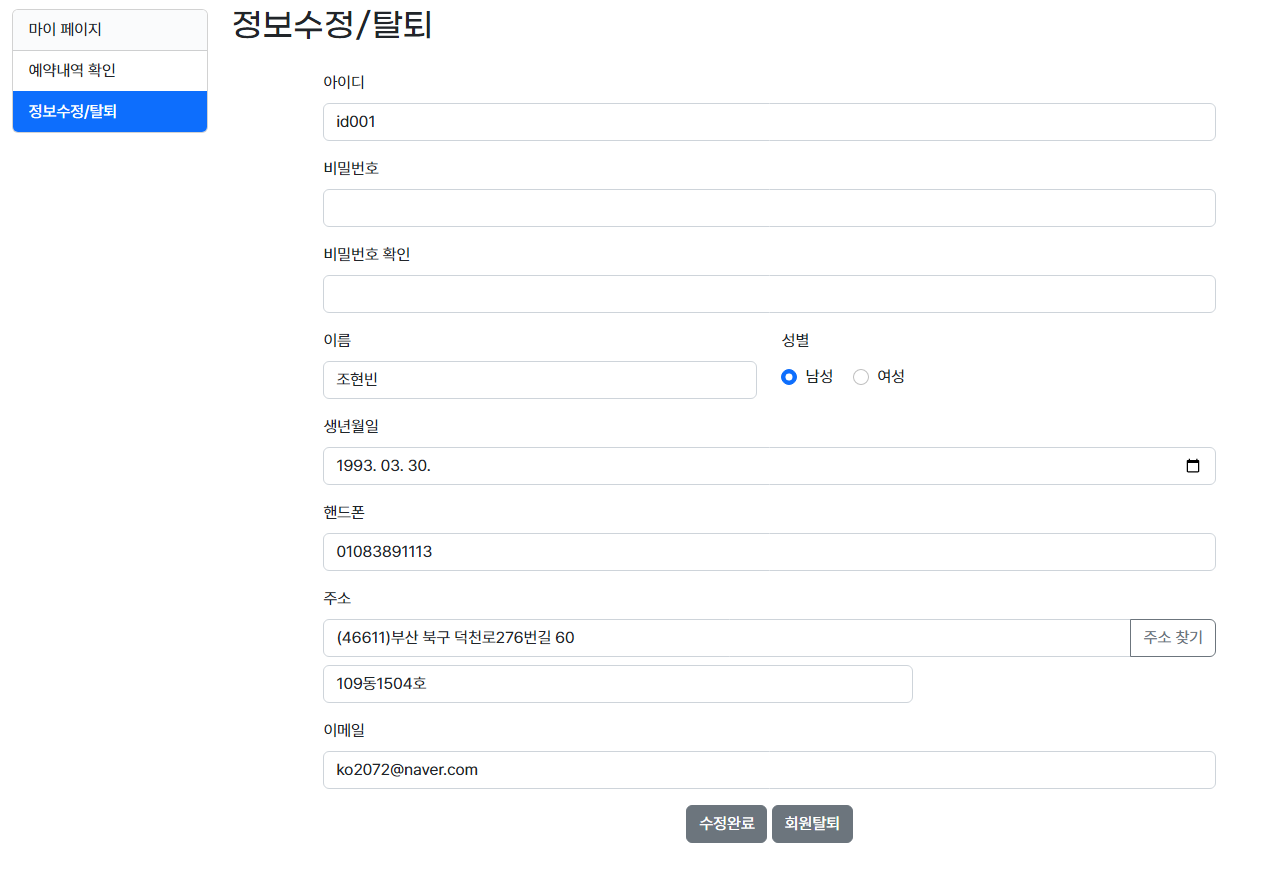 마이 페이지
예약내역 확인
정보수정/탈퇴
정보수정/탈퇴
아이디
id001
비밀번호
비밀번호 확인
이름
성별
조현빈
남성
여성
생년월일
1993. 03. 30.
핸드폰
01083891113
주소
(46611)부산 북구 덕천로276번길 60
주소 찾기
109동1504호
이메일
ko2072@naver.com
수정완료
회원탈퇴